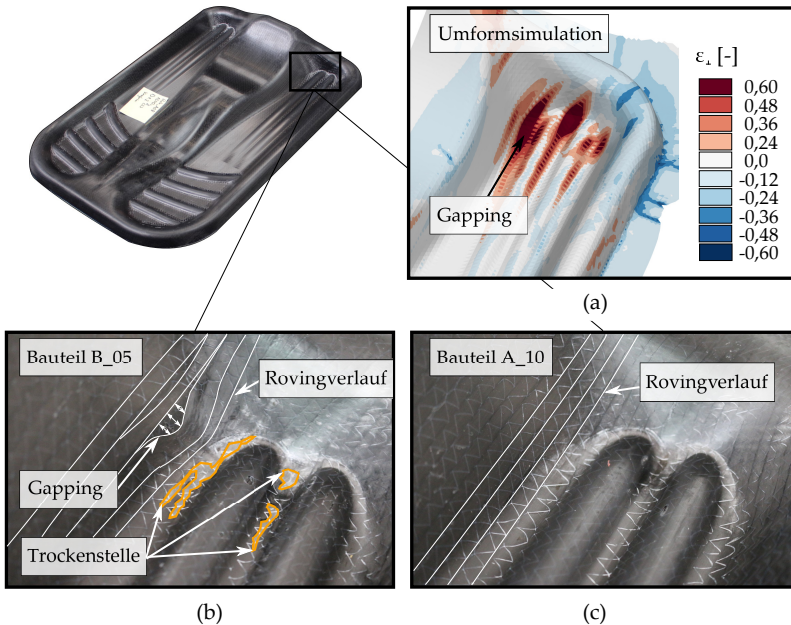 Umformsimulation
ε⊥ [-]
0,60
0,48
0,36
0,24
0,0
-0,12
-0,24
-0,36
-0,48
-0,60
Gapping
(a)
Bauteil B_05
Rovingverlauf
Gapping
Trockenstelle
(b)
Bauteil A_10
Rovingverlauf
(c)